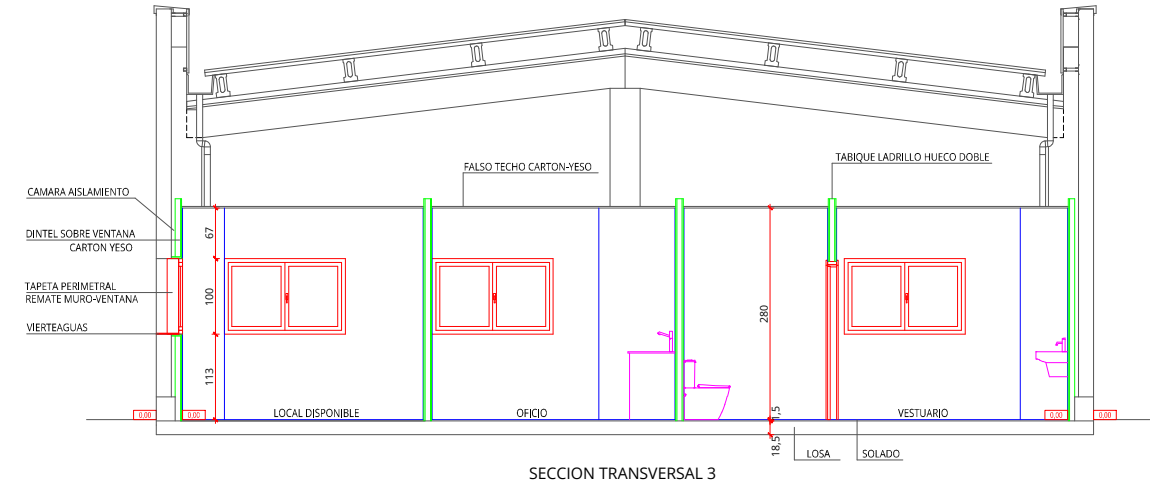 FALSO TECHO CARTON-YESO
TABIQUE LADRILLO HUECO DOBLE
CAMARA AISLAMIENTO
DINTEL SOBRE VENTANA
CARTON YESO
TAPETA PERIMETRAL
REMATE MURO-VENTANA
VIERTEAGUAS
67
100
113
280
1,5
18,5
0,00
0,00
0,00
0,00
LOCAL DISPONIBLE
OFICIO
VESTUARIO
LOSA
SOLADO
SECCION TRANSVERSAL 3